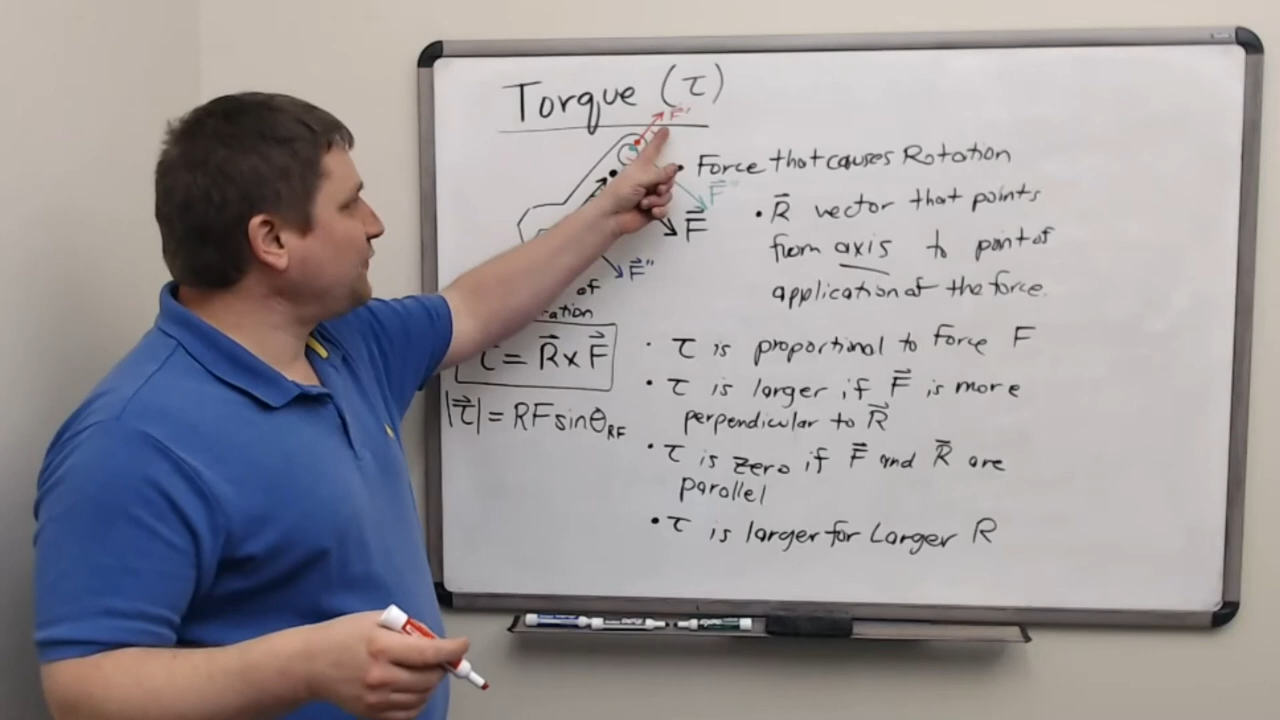 Torque (τ)
F⃗'
• Force that causes Rotation
F⃗
F⃗"
• R⃗ vector that points
from axis to point of
application of the force.
of
τ = R⃗ x F⃗
|τ⃗| = RF sinθRF
• τ is proportional to force F
• τ is larger if F⃗ is more
perpendicular to R⃗
• τ is zero if F⃗ and R⃗ are
parallel
• τ is larger for Larger R